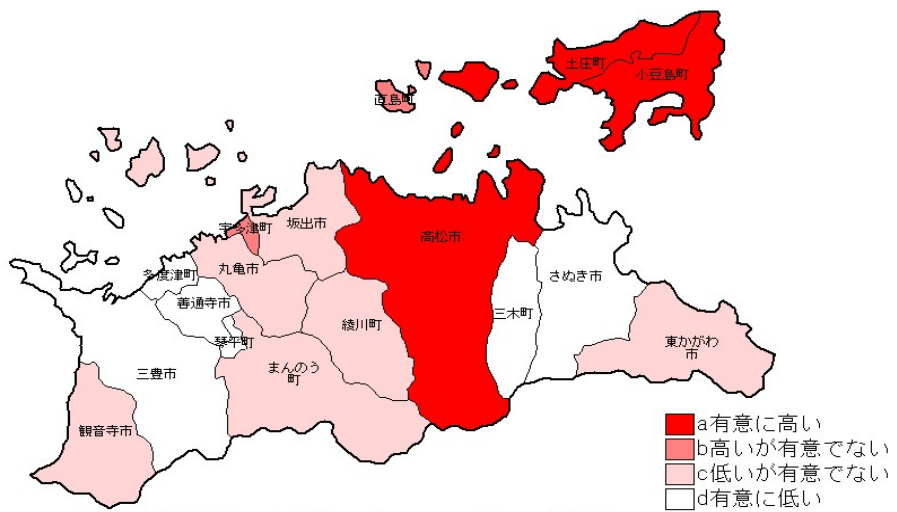 土庄町
小豆島町
直島町
宇多津町
坂出市
高松市
丸亀市
多度津町
さぬき市
善通寺市
三木町
綾川町
琴平町
東かがわ
市
まんのう
町
三豊市
観音寺市
a有意に高い
b高いが有意でない
c低いが有意でない
d有意に低い